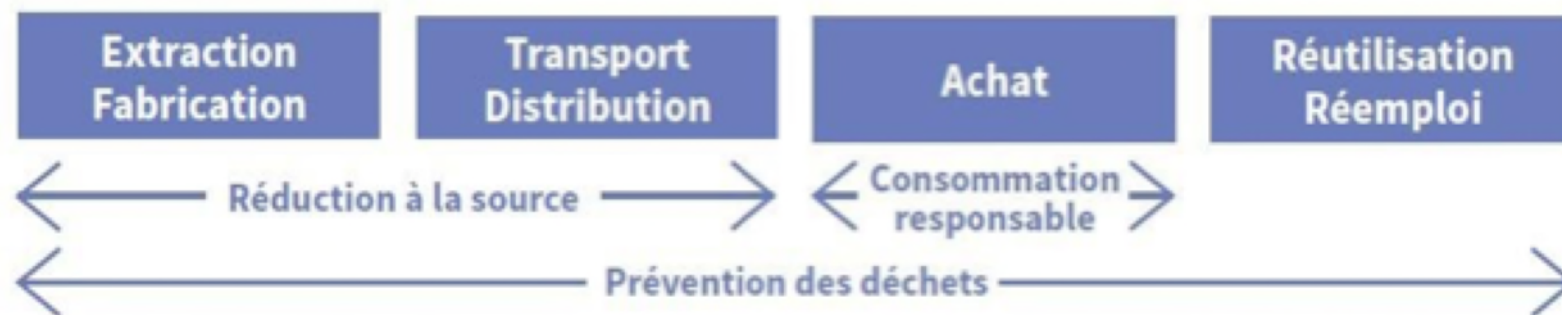 Extraction
Fabrication
Transport
Distribution
Achat
Réutilisation
Réemploi
Réduction à la source
Consommation
responsable
Prévention des déchets